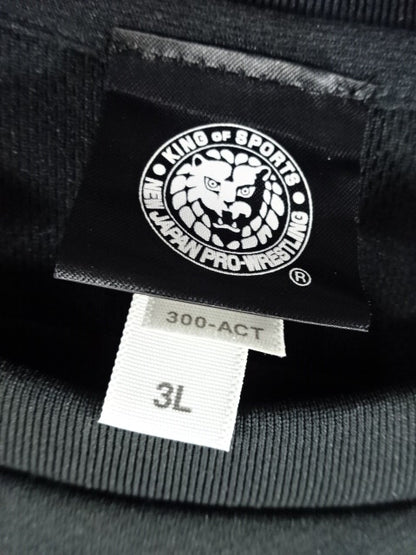 KING OF SPORTS
NEW JAPAN PRO-WRESTLING
®
300-ACT
3L